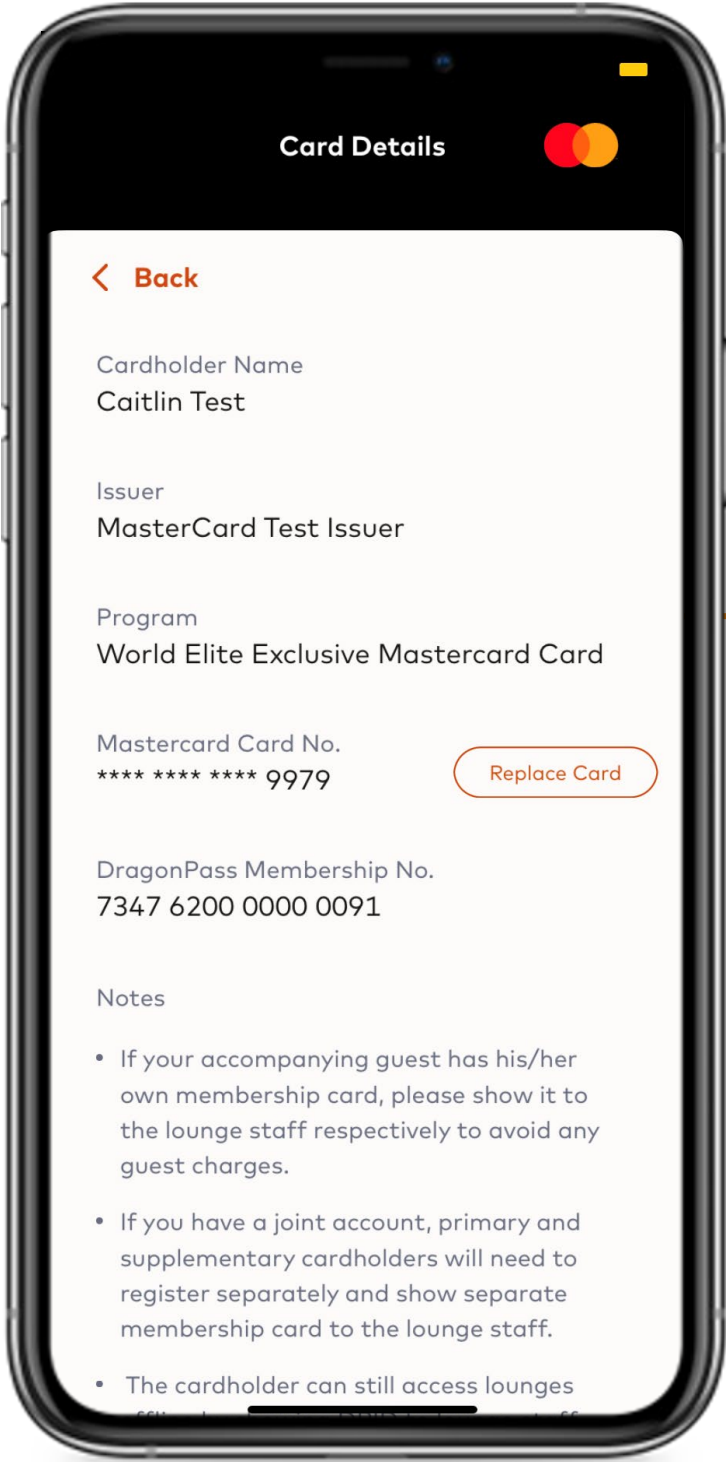 Card Details
Back
Cardholder Name
Caitlin Test
Issuer
MasterCard Test Issuer
Program
World Elite Exclusive Mastercard Card
Mastercard Card No.
**** **** **** 9979
Replace Card
DragonPass Membership No.
7347 6200 0000 0091
Notes
• If your accompanying guest has his/her
own membership card, please show it to
the lounge staff respectively to avoid any
guest charges.
• If you have a joint account, primary and
supplementary cardholders will need to
register separately and show separate
membership card to the lounge staff.
• The cardholder can still access lounges